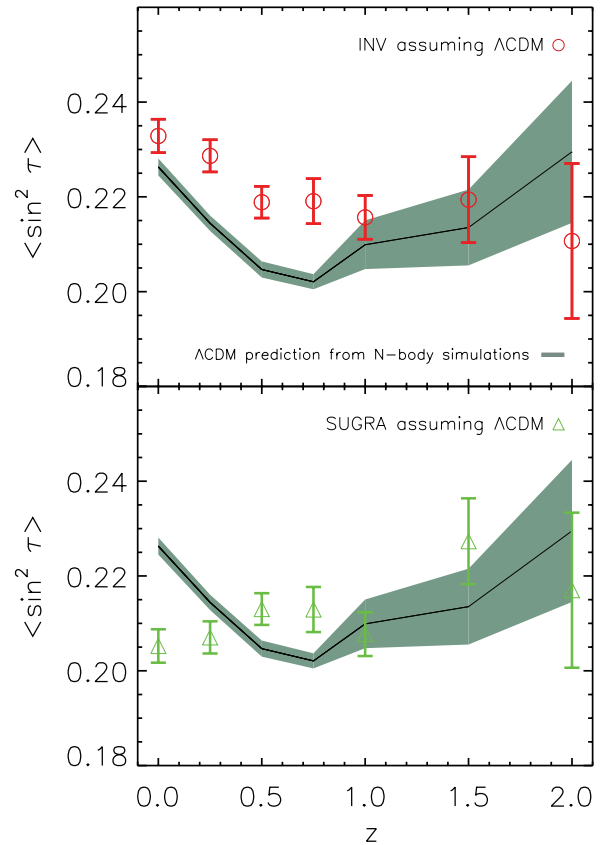 INV assuming ΛCDM
0.24
0.22
0.20
0.18
<sin² τ>
ΛCDM prediction from N-body simulations
SUGRA assuming ΛCDM
0.24
0.22
0.20
0.18
<sin² τ>
0.0 0.5 1.0 1.5 2.0
z